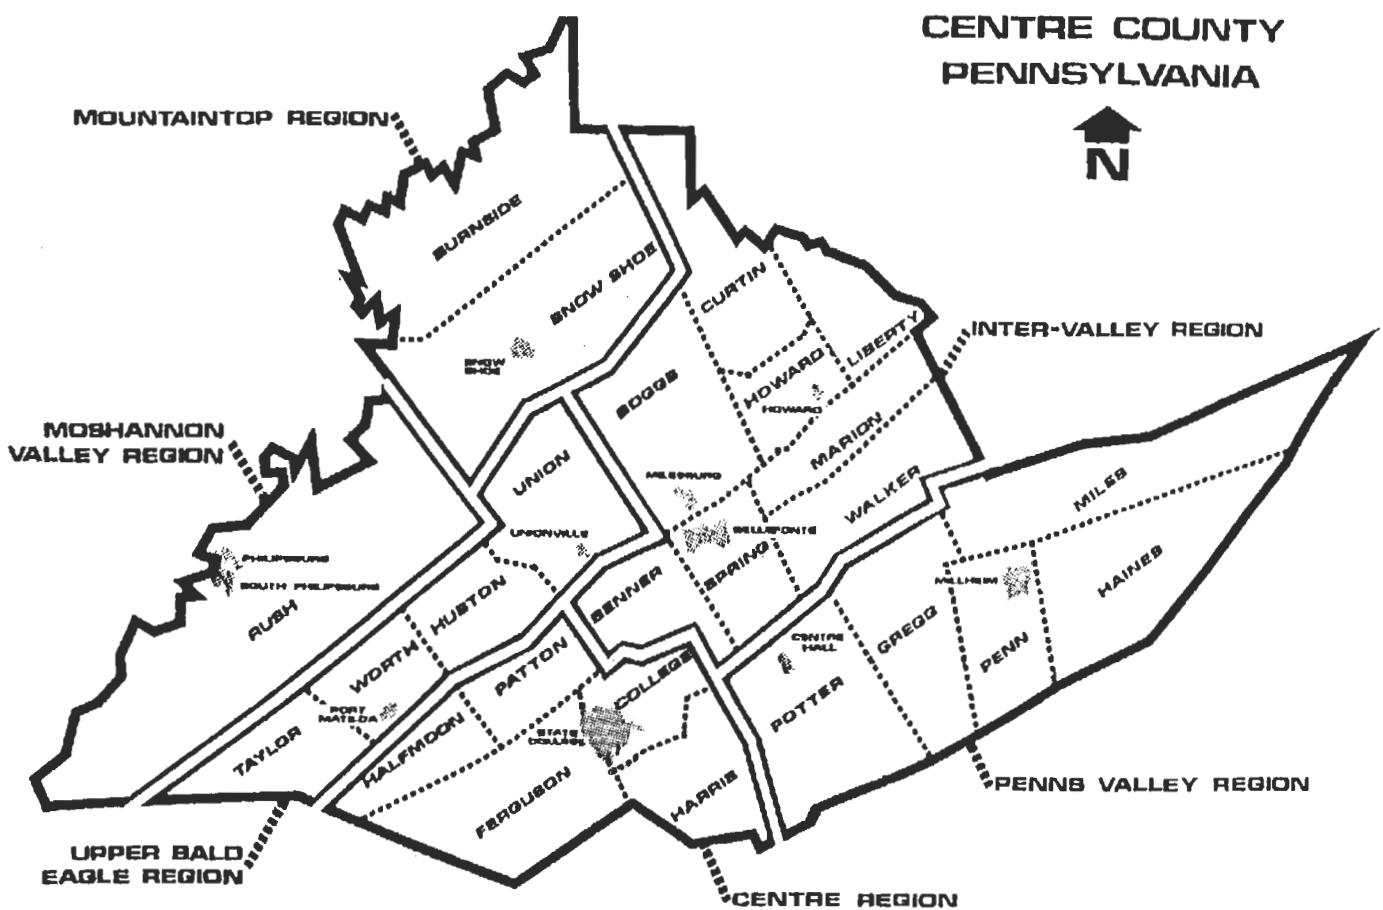 CENTRE COUNTY
PENNSYLVANIA
N
MOUNTAINTOP REGION
BURNSIDE
SNOW SHOE
SNOW
SHOE
CURTIN
LIBERTY
INTER-VALLEY REGION
HOWARD
HOWARD
BOGGS
MARION
MOSHANNON
VALLEY REGION
UNION
UNIONVILLE
MILESBURG
BELLEFONTE
WALKER
SPRING
MILES
HAINES
MILLHEIM
PENN
GREGG
PHILIPSBURG
SOUTH PHILIPSBURG
RUSH
HUSTON
BENNER
WORTH
PORT
MATILDA
PATTON
COLLEGE
CENTRE
HALL
POTTER
TAYLOR
HALFMOON
STATE
COLLEGE
FERGUSON
HARRIS
PENNS VALLEY REGION
UPPER BALD
EAGLE REGION
CENTRE REGION